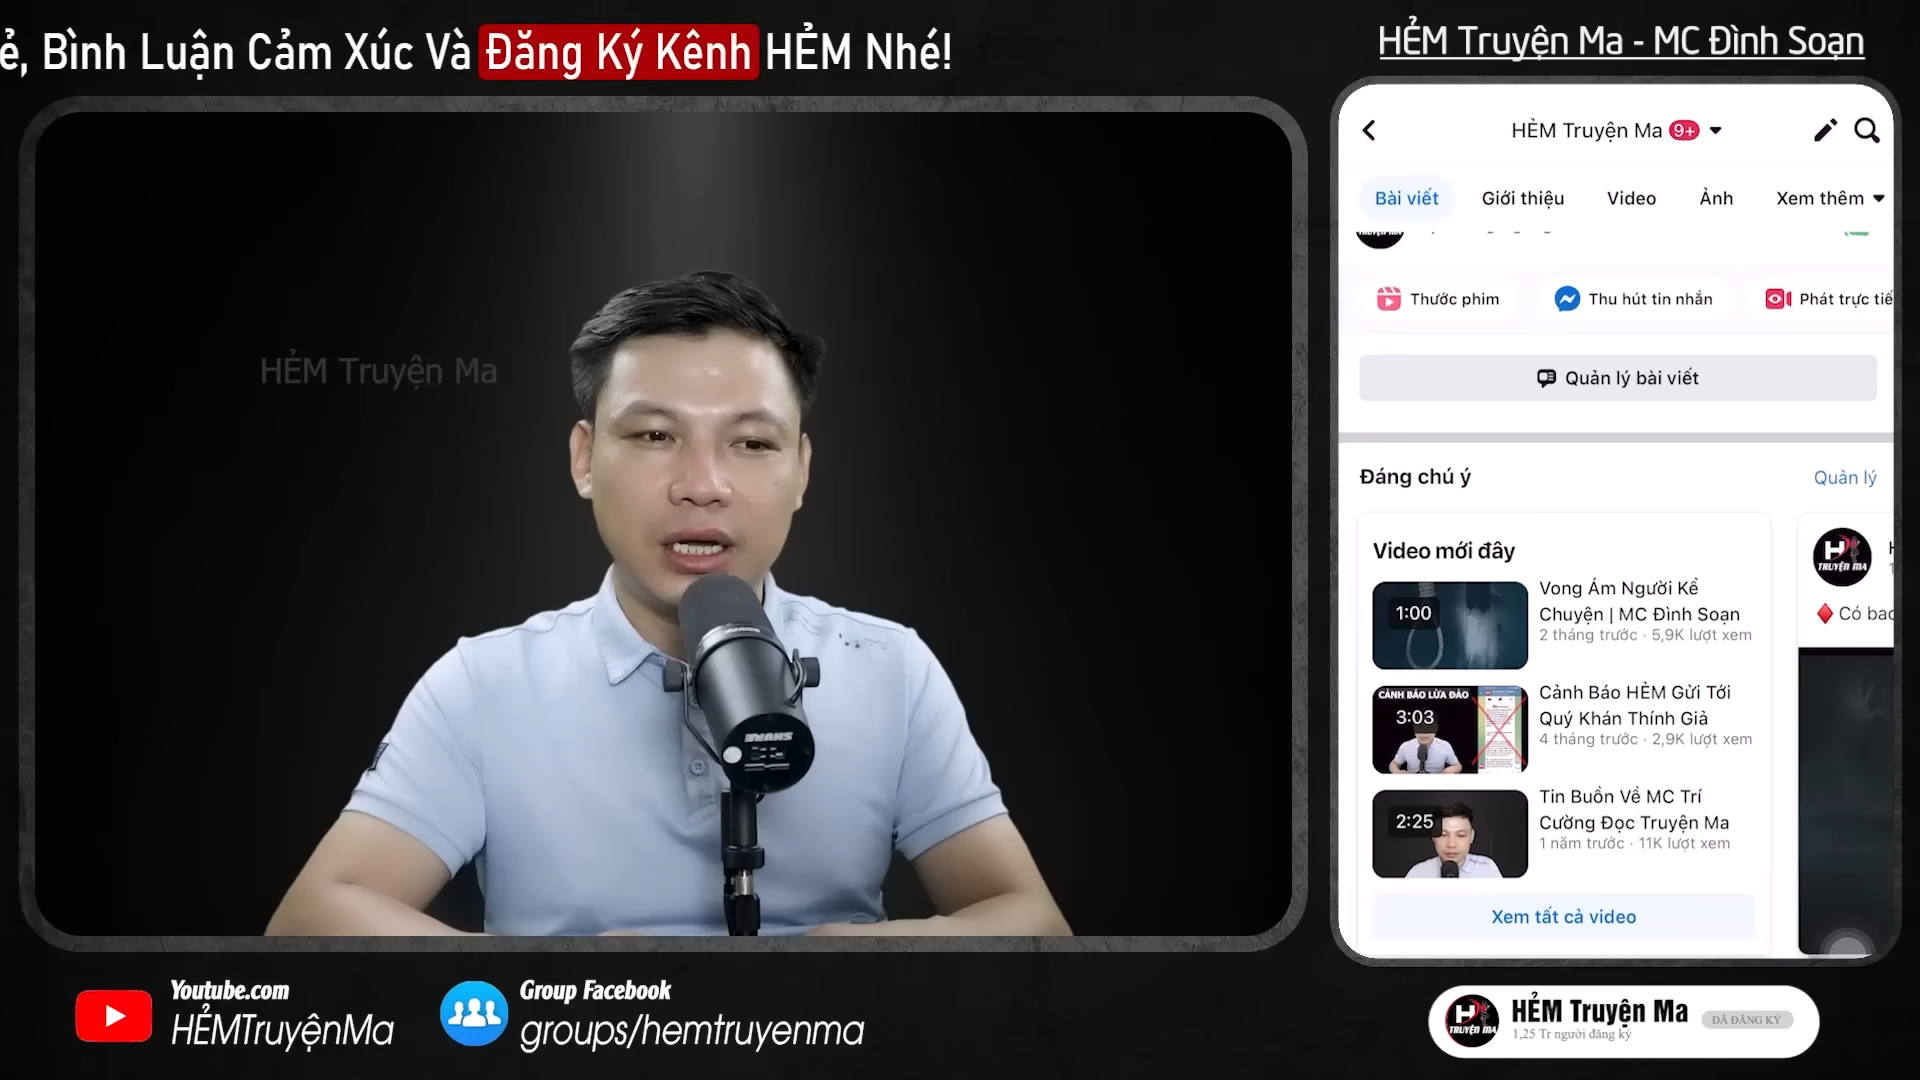 ẻ, Bình Luận Cảm Xúc Và Đăng Ký Kênh HẺM Nhé!
HẺM Truyện Ma - MC Đình Soạn
HẺM Truyện Ma
HẺM Truyện Ma 9+
Bài viết Giới thiệu Video Ảnh Xem thêm
Thước phim Thu hút tin nhắn Phát trực tiế
Quản lý bài viết
Đáng chú ý Quản lý
Video mới đây
1:00
Vong Ám Người Kể
Chuyện | MC Đình Soạn
2 tháng trước · 5,9K lượt xem
CẢNH BÁO LỪA ĐẢO
3:03
Cảnh Báo HẺM Gửi Tới
Quý Khán Thính Giả
4 tháng trước · 2,9K lượt xem
2:25
Tin Buồn Về MC Trí
Cường Đọc Truyện Ma
1 năm trước · 11K lượt xem
Xem tất cả video
H
TRUYỆN MA
Có bao
SHURE
Youtube.com
HẺMTruyệnMa
Group Facebook
groups/hemtruyenma
H
TRUYỆN MA
HẺM Truyện Ma
1,25 Tr người đăng ký
ĐÃ ĐĂNG KÝ